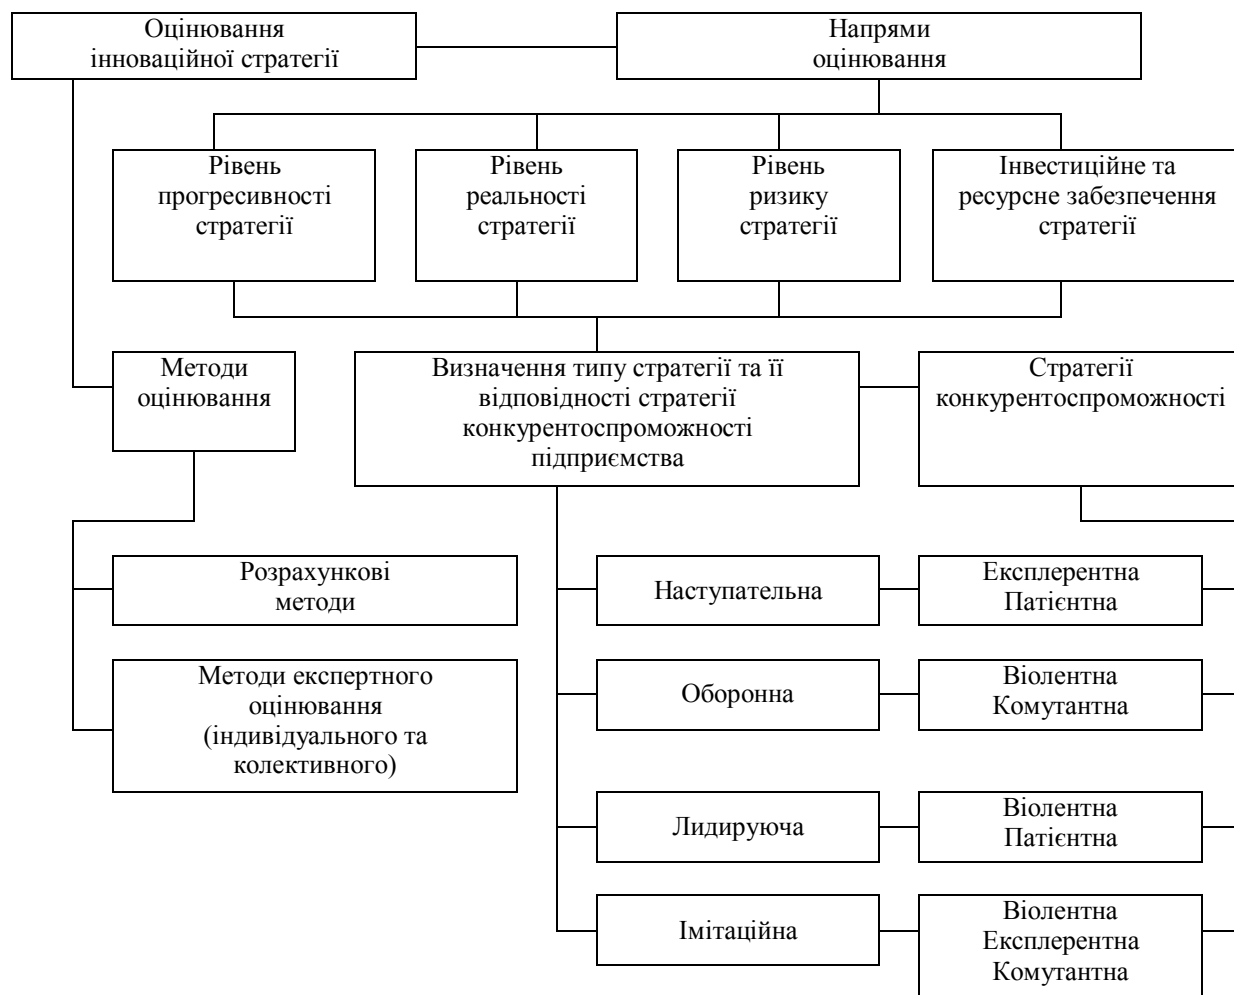 Оцінювання
інноваційної стратегії
Напрями
оцінювання
Рівень
прогресивності
стратегії
Рівень
реальності
стратегії
Рівень
ризику
стратегії
Інвестиційне та
ресурсне забезпечення
стратегії
Методи
оцінювання
Визначення типу стратегії та її
відповідності стратегії
конкурентоспроможності
підприємства
Стратегії
конкурентоспроможності
Розрахункові
методи
Методи експертного
оцінювання
(індивідуального та
колективного)
Наступательна
Експлерентна
Патієнтна
Оборонна
Віолентна
Комутантна
Лидируюча
Віолентна
Патієнтна
Імітаційна
Віолентна
Експлерентна
Комутантна